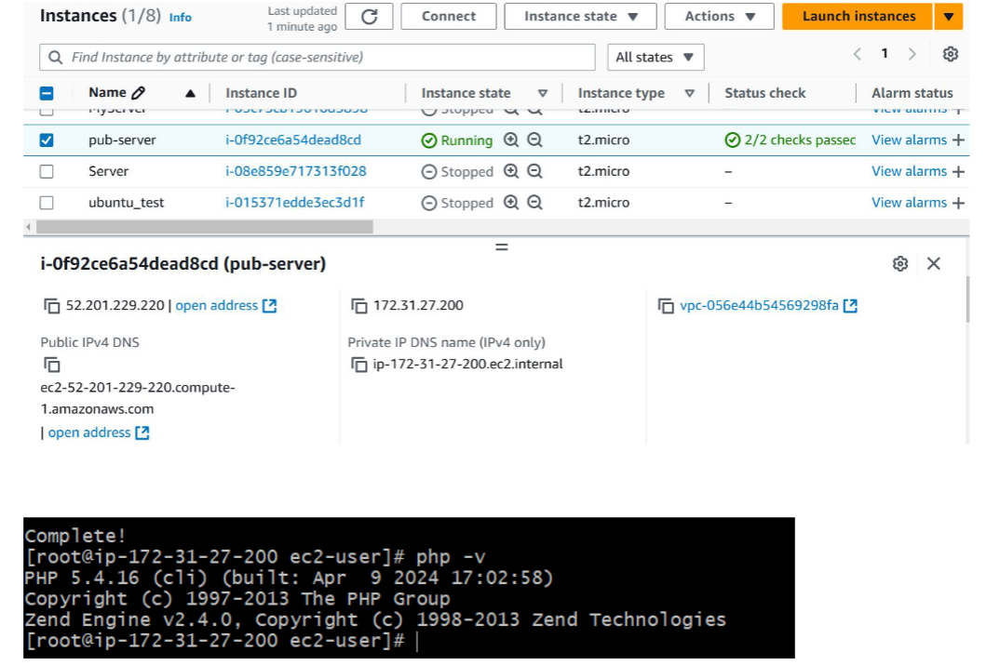 Instances (1/8) Info
Last updated
1 minute ago
Connect
Instance state
Actions
Launch instances
Find Instance by attribute or tag (case-sensitive)
All states
1
Name
Instance ID
Instance state
Instance type
Status check
Alarm status
MyServer Stopped t2.micro View alarms +
pub-server i-0f92ce6a54dead8cd Running t2.micro 2/2 checks passed View alarms +
Server i-08e859e717313f028 Stopped t2.micro – View alarms +
ubuntu_test i-015371edde3ec3d1f Stopped t2.micro – View alarms +
i-0f92ce6a54dead8cd (pub-server)
52.201.229.220 | open address
172.31.27.200
vpc-056e44b54569298fa
Public IPv4 DNS
Private IP DNS name (IPv4 only)
ip-172-31-27-200.ec2.internal
ec2-52-201-229-220.compute-
1.amazonaws.com
| open address
Complete!
[root@ip-172-31-27-200 ec2-user]# php -v
PHP 5.4.16 (cli) (built: Apr  9 2024 17:02:58)
Copyright (c) 1997-2013 The PHP Group
Zend Engine v2.4.0, Copyright (c) 1998-2013 Zend Technologies
[root@ip-172-31-27-200 ec2-user]#